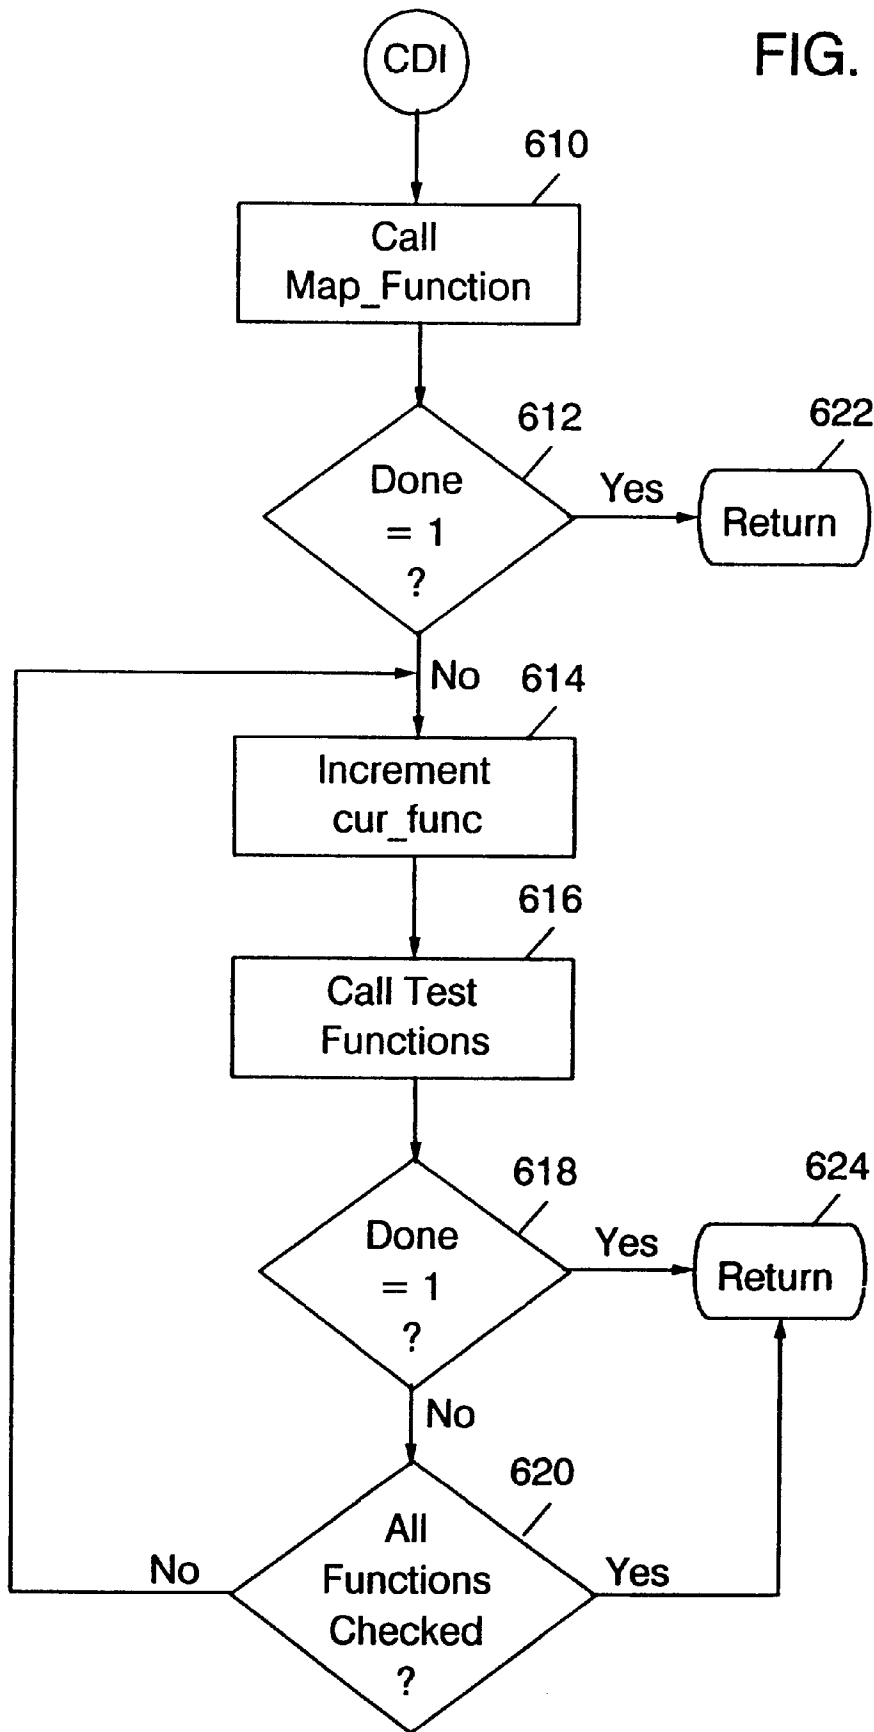 CDI
FIG.
610
Call
Map_Function
612
Done
= 1
?
Yes
622
Return
No
614
Increment
cur_func
616
Call Test
Functions
618
Done
= 1
?
Yes
624
Return
No
620
All
Functions
Checked
?
No
Yes